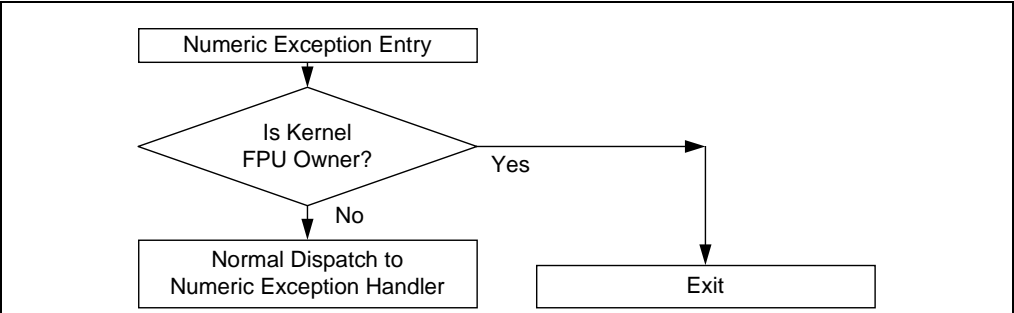 Numeric Exception Entry
Is Kernel
FPU Owner?
Yes
No
Normal Dispatch to
Numeric Exception Handler
Exit